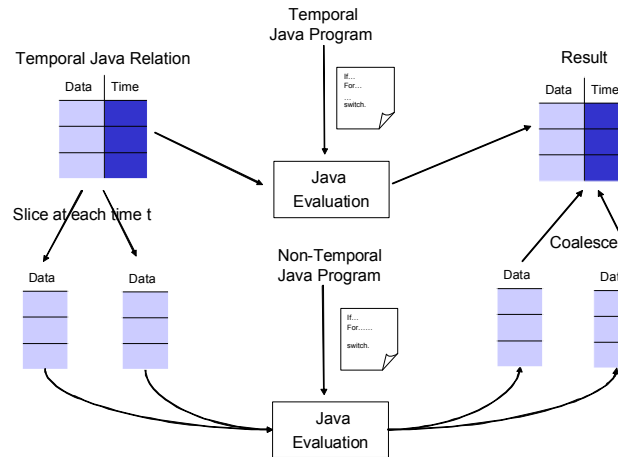 Temporal
Java Program
Temporal Java Relation
Result
Data Time
If…
For…
…
switch.
Data Time
Java
Evaluation
Slice at each time t
Non-Temporal
Java Program
Coalesce
Data
Data
If…
For……
switch.
Data
Java
Evaluation